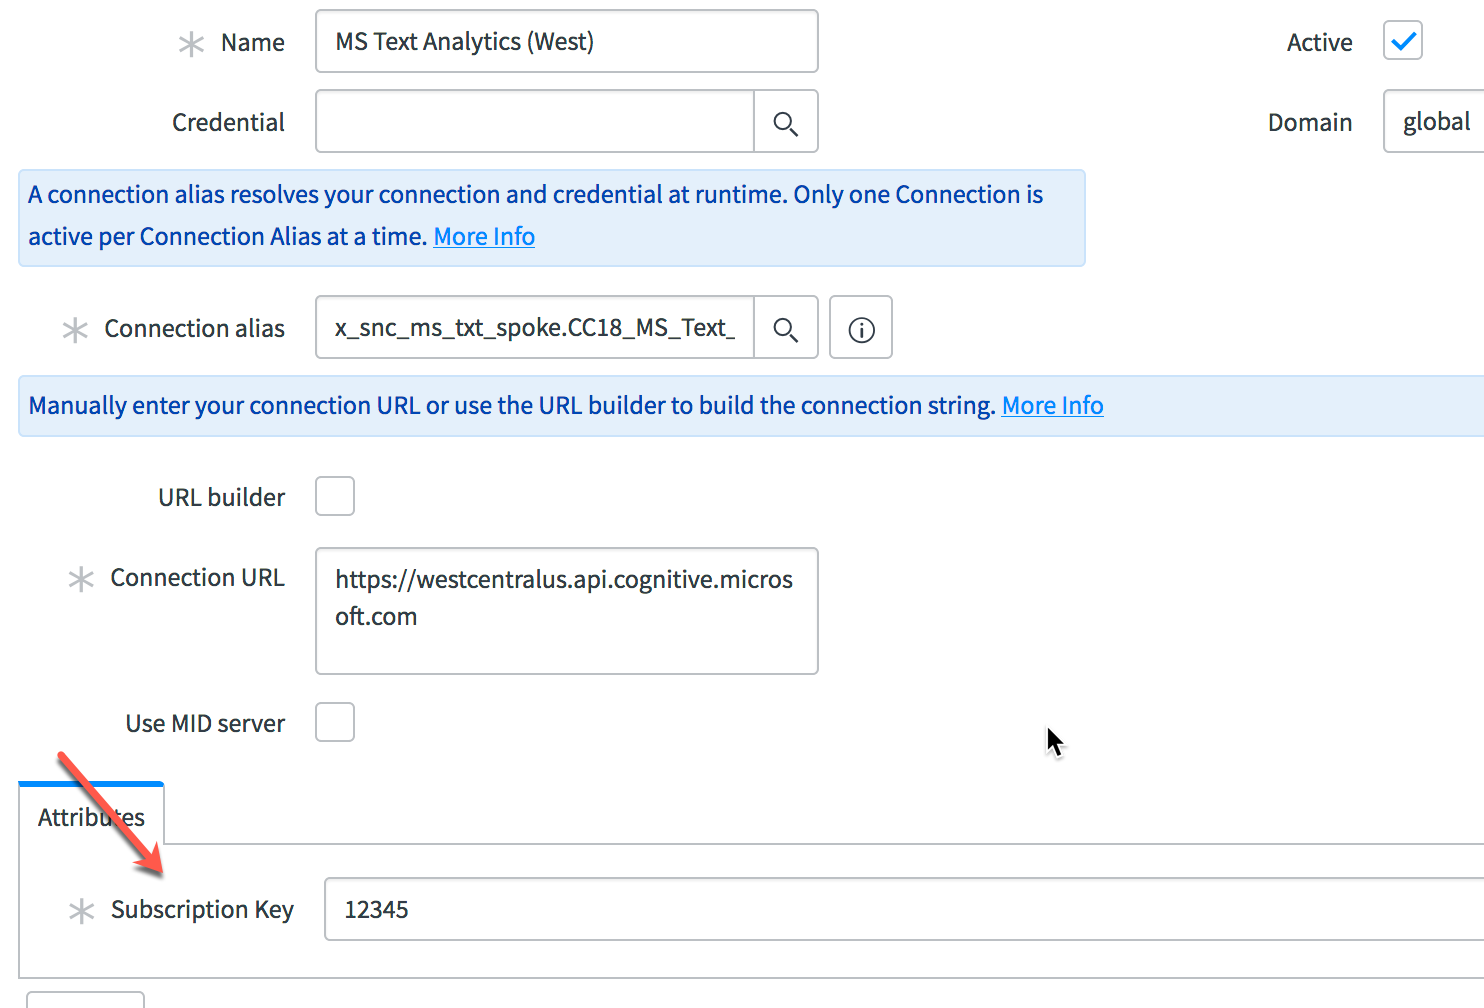 Name MS Text Analytics (West) Active
Credential Domain global
A connection alias resolves your connection and credential at runtime. Only one Connection is
active per Connection Alias at a time. More Info
Connection alias x_snc_ms_txt_spoke.CC18_MS_Text_
Manually enter your connection URL or use the URL builder to build the connection string. More Info
URL builder
Connection URL https://westcentralus.api.cognitive.micros
oft.com
Use MID server
Attributes
Subscription Key 12345